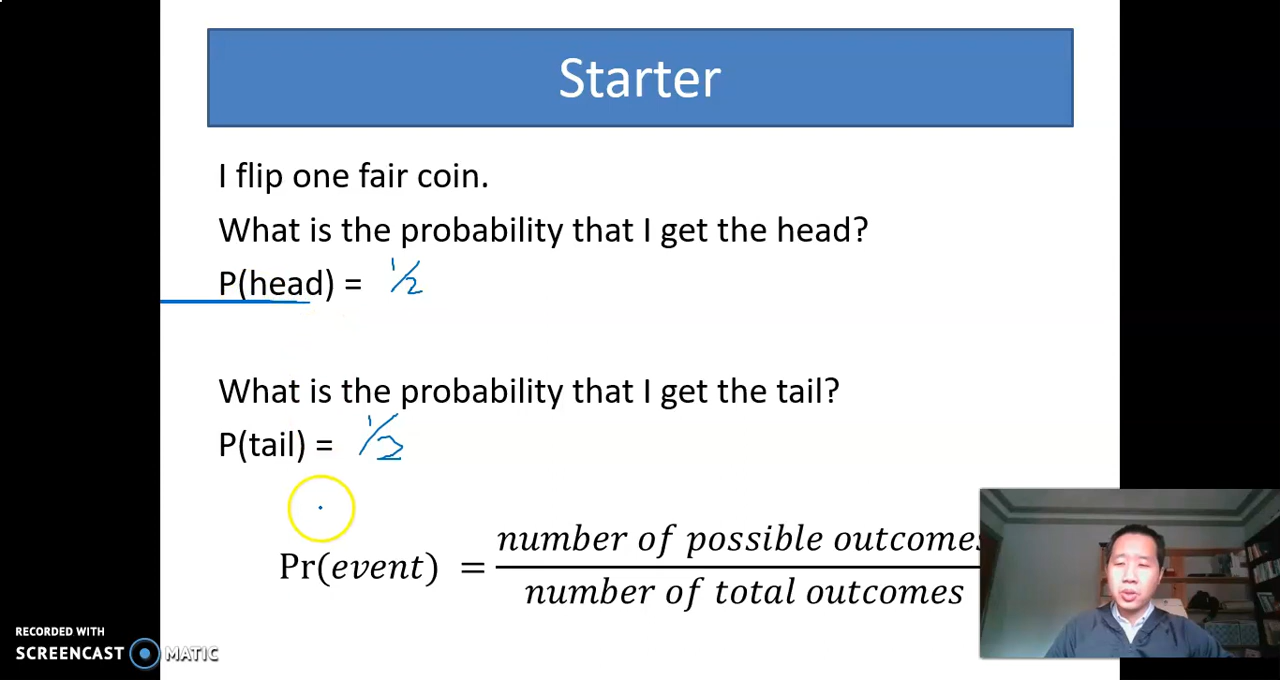 Starter
I flip one fair coin.
What is the probability that I get the head?
P(head) = 1/2
What is the probability that I get the tail?
P(tail) = 1/2
Pr(event) = number of possible outcomes / number of total outcomes
RECORDED WITH
SCREENCAST MATIC